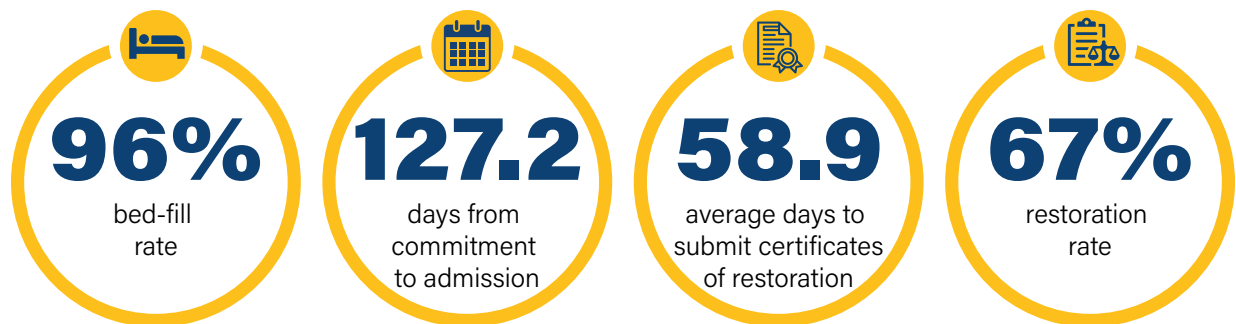 96%
bed-fill
rate
127.2
days from
commitment
to admission
58.9
average days to
submit certificates
of restoration
67%
restoration
rate